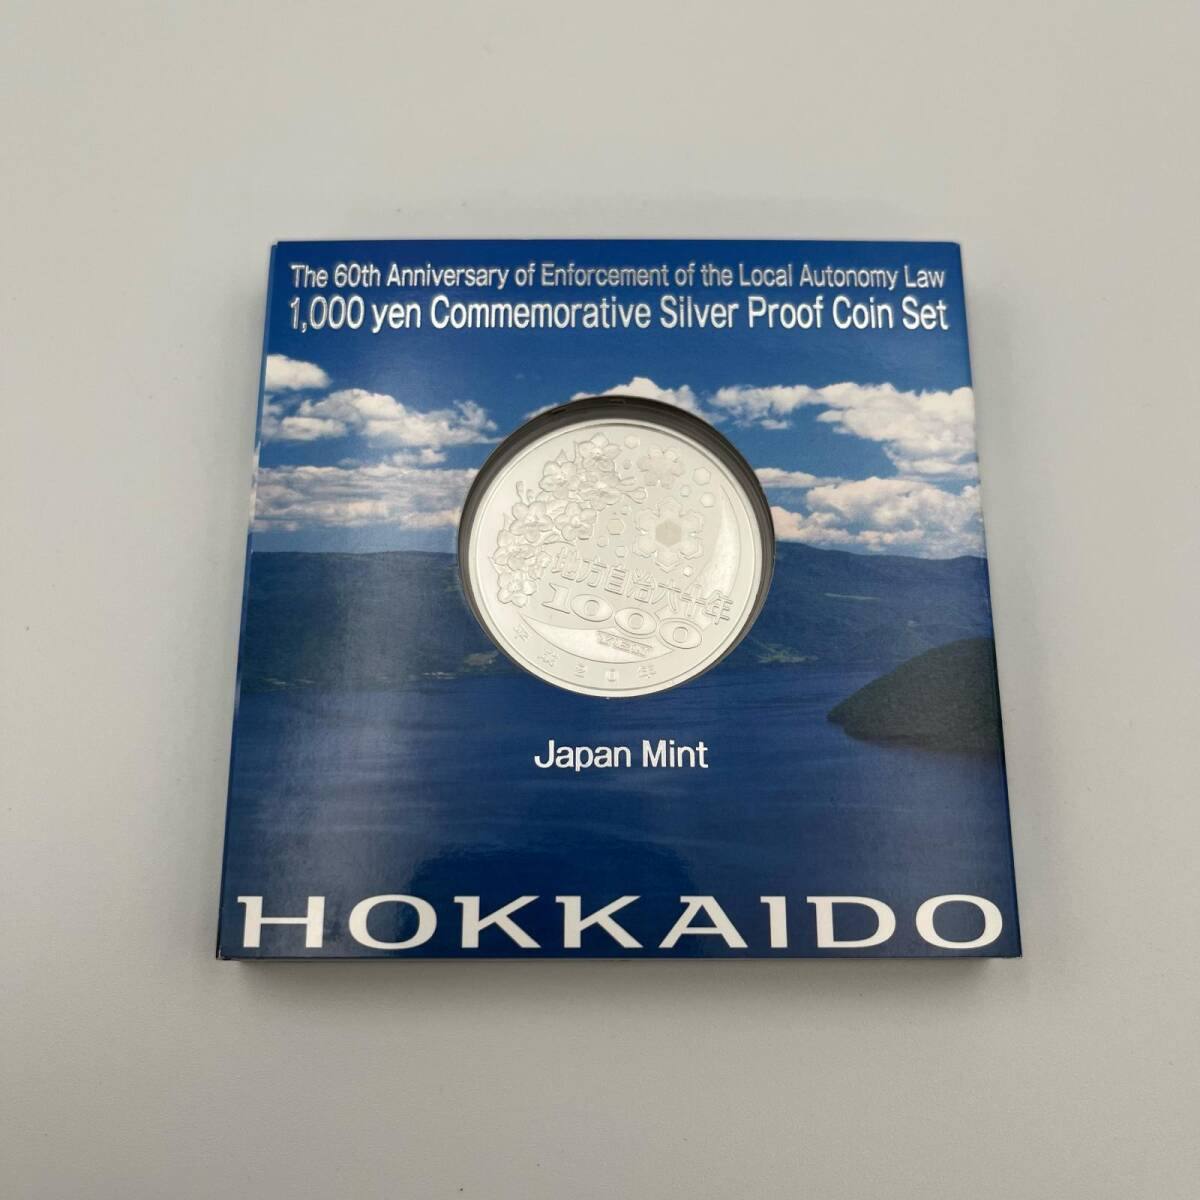 The 60th Anniversary of Enforcement of the Local Autonomy Law
1,000 yen Commemorative Silver Proof Coin Set
地方自治六十年
1000
YEN
平成20年
Japan Mint
HOKKAIDO